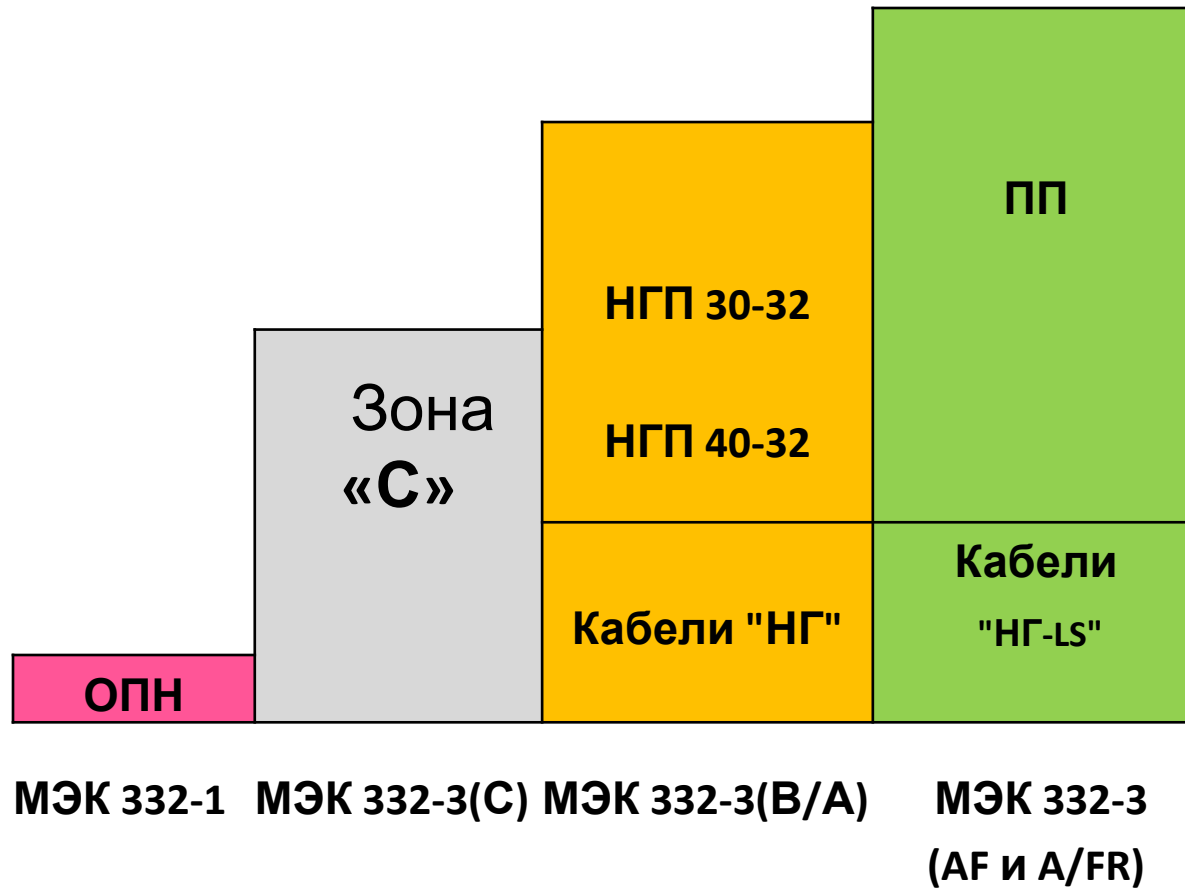 ПП
НГП 30-32
Зона
«С»
НГП 40-32
Кабели "НГ"
Кабели
"НГ-LS"
ОПН
МЭК 332-1
МЭК 332-3(С)
МЭК 332-3(В/А)
МЭК 332-3
(AF и A/FR)